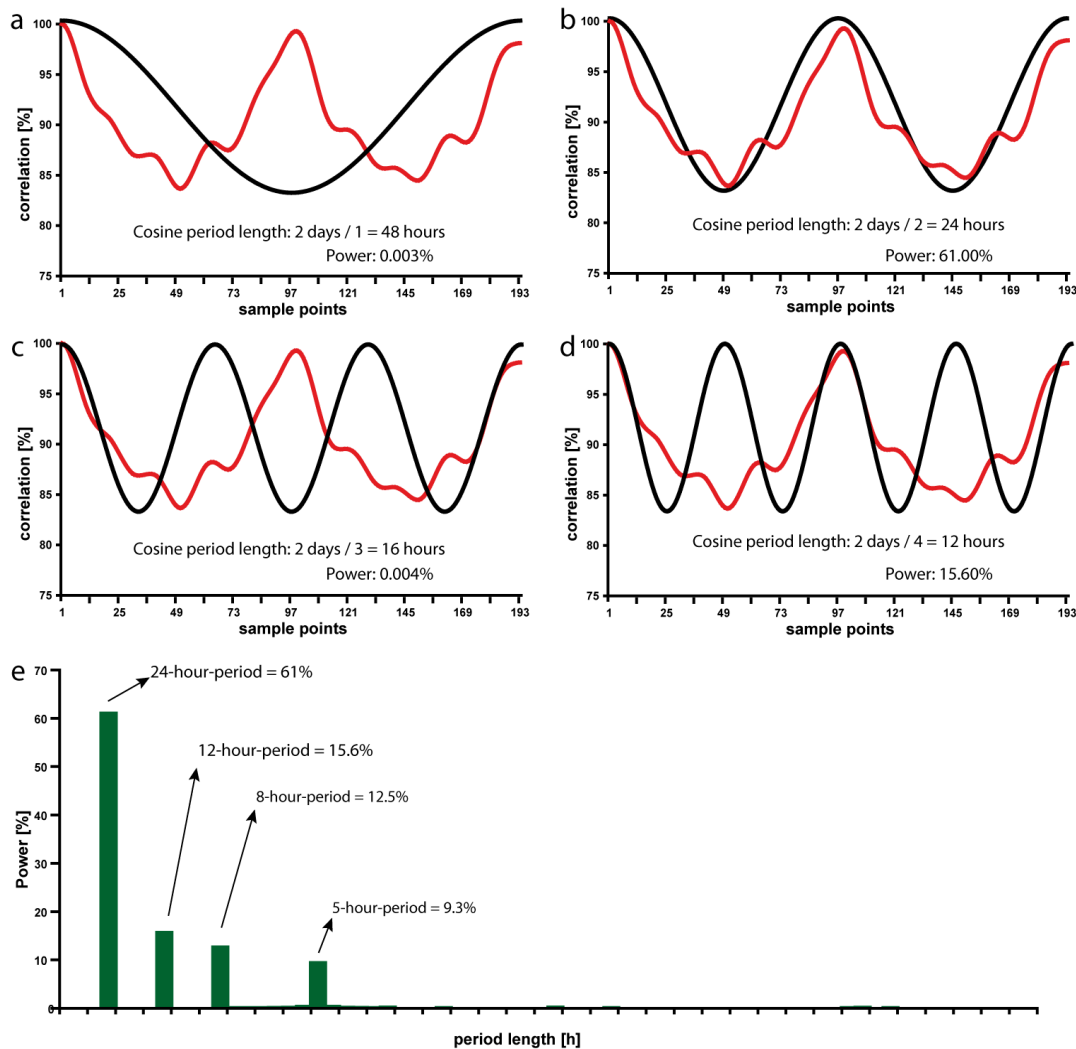 a
100
95
90
85
80
75
correlation [%]
Cosine period length: 2 days / 1 = 48 hours
Power: 0.003%
1 25 49 73 97 121 145 169 193
sample points
b
100
95
90
85
80
75
correlation [%]
Cosine period length: 2 days / 2 = 24 hours
Power: 61.00%
1 25 49 73 97 121 145 169 193
sample points
c
100
95
90
85
80
75
correlation [%]
Cosine period length: 2 days / 3 = 16 hours
Power: 0.004%
1 25 49 73 97 121 145 169 193
sample points
d
100
95
90
85
80
75
correlation [%]
Cosine period length: 2 days / 4 = 12 hours
Power: 15.60%
1 25 49 73 97 121 145 169 193
sample points
e
70
60
50
40
30
20
10
0
Power [%]
24-hour-period = 61%
12-hour-period = 15.6%
8-hour-period = 12.5%
5-hour-period = 9.3%
period length [h]